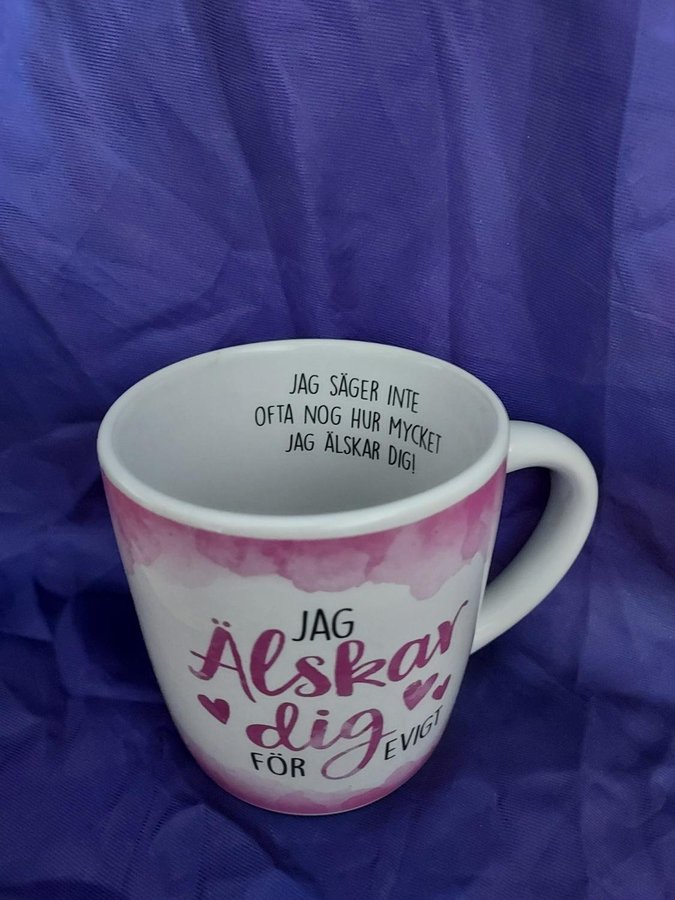 JAG SÄGER INTE
OFTA NOG HUR MYCKET
JAG ÄLSKAR DIG!
JAG
Älskar
dig
FÖR EVIGT